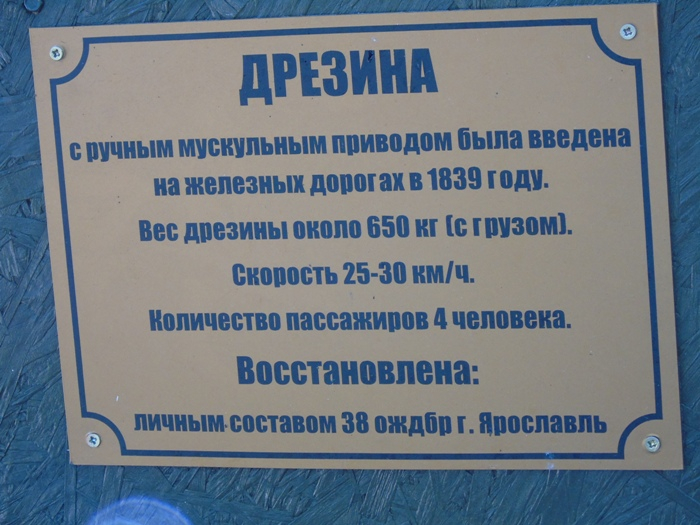 ДРЕЗИНА
с ручным мускульным приводом была введена
на железных дорогах в 1839 году.
Вес дрезины около 650 кг (с грузом).
Скорость 25-30 км/ч.
Количество пассажиров 4 человека.
Восстановлена:
личным составом 38 ождбр г. Ярославль